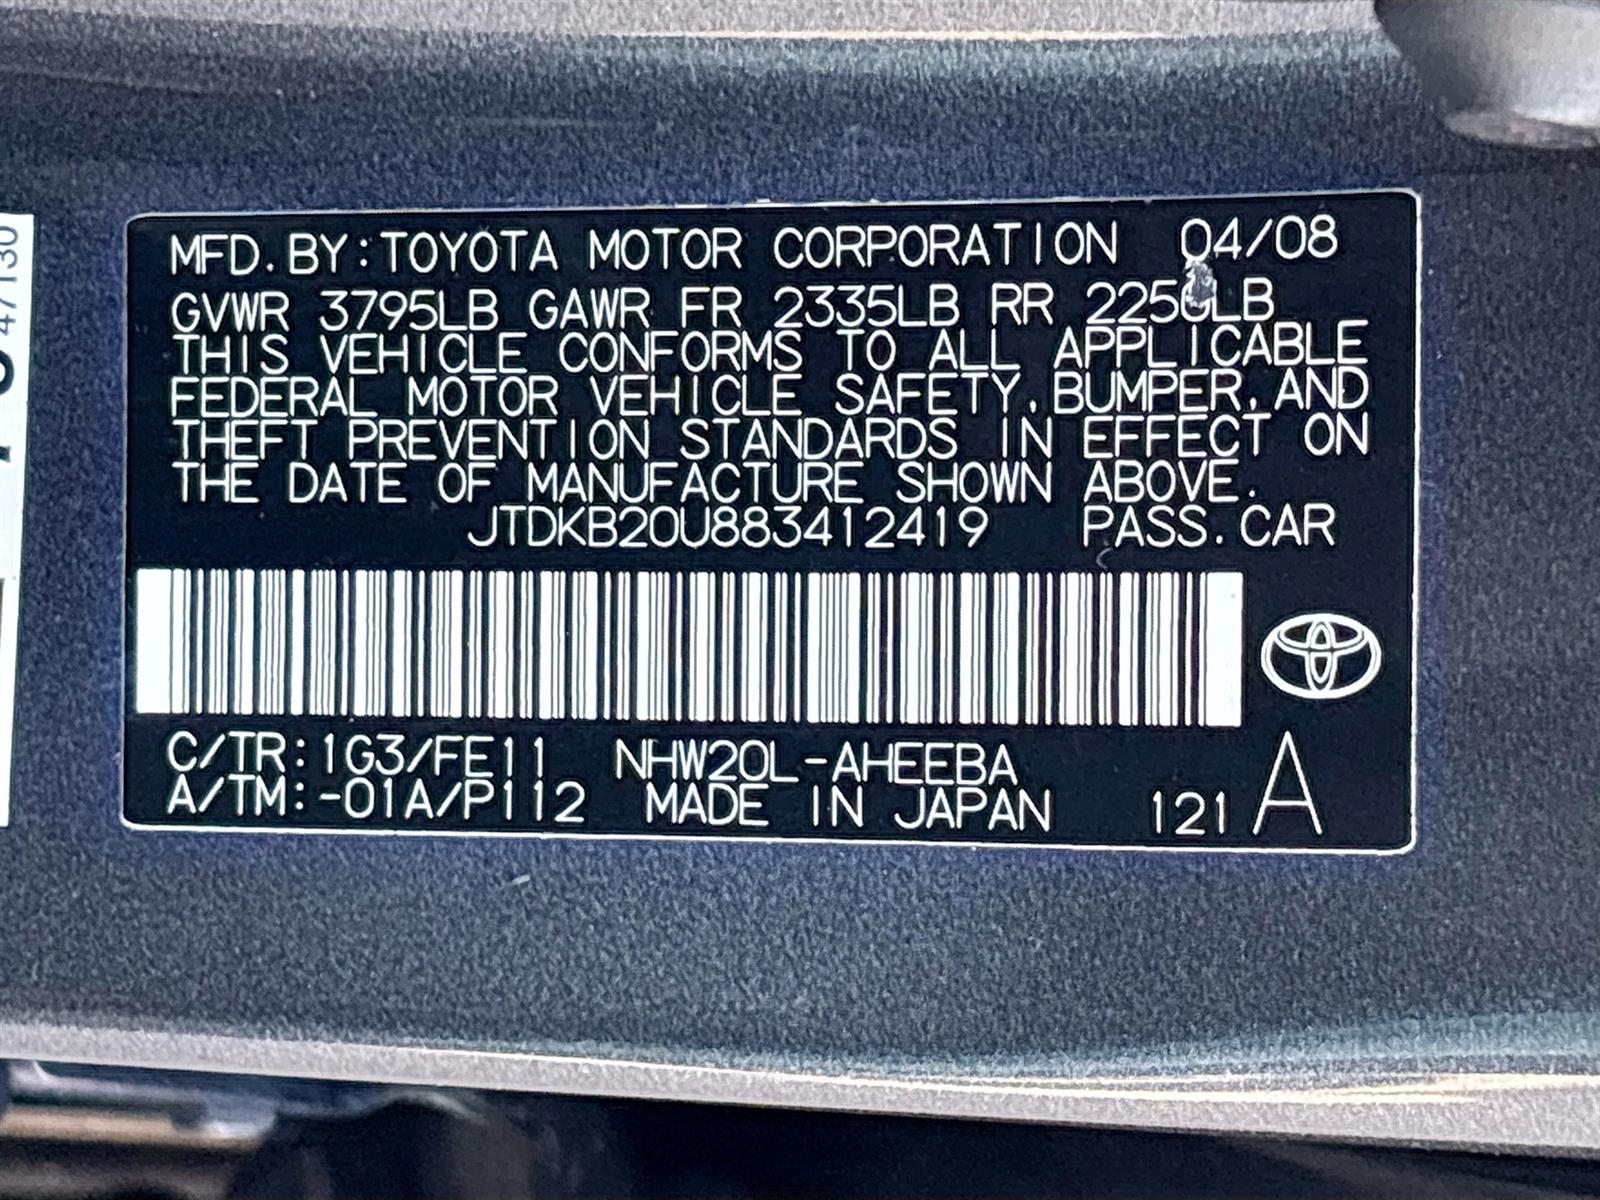 MFD. BY: TOYOTA MOTOR CORPORATION 04/08
GVWR 3795LB GAWR FR 2335LB RR
THIS VEHICLE CONFORMS TO ALL APPLICABLE
FEDERAL MOTOR VEHICLE SAFETY, BUMPER, AND
THEFT PREVENTION STANDARDS IN EFFECT ON
THE DATE OF MANUFACTURE SHOWN ABOVE.
JTDKB20U883412419 PASS. CAR
C/TR: 1G3/FE11 NHW20L-AHEEBA
A/TM: -01A/P112 MADE IN JAPAN 121 A
47130